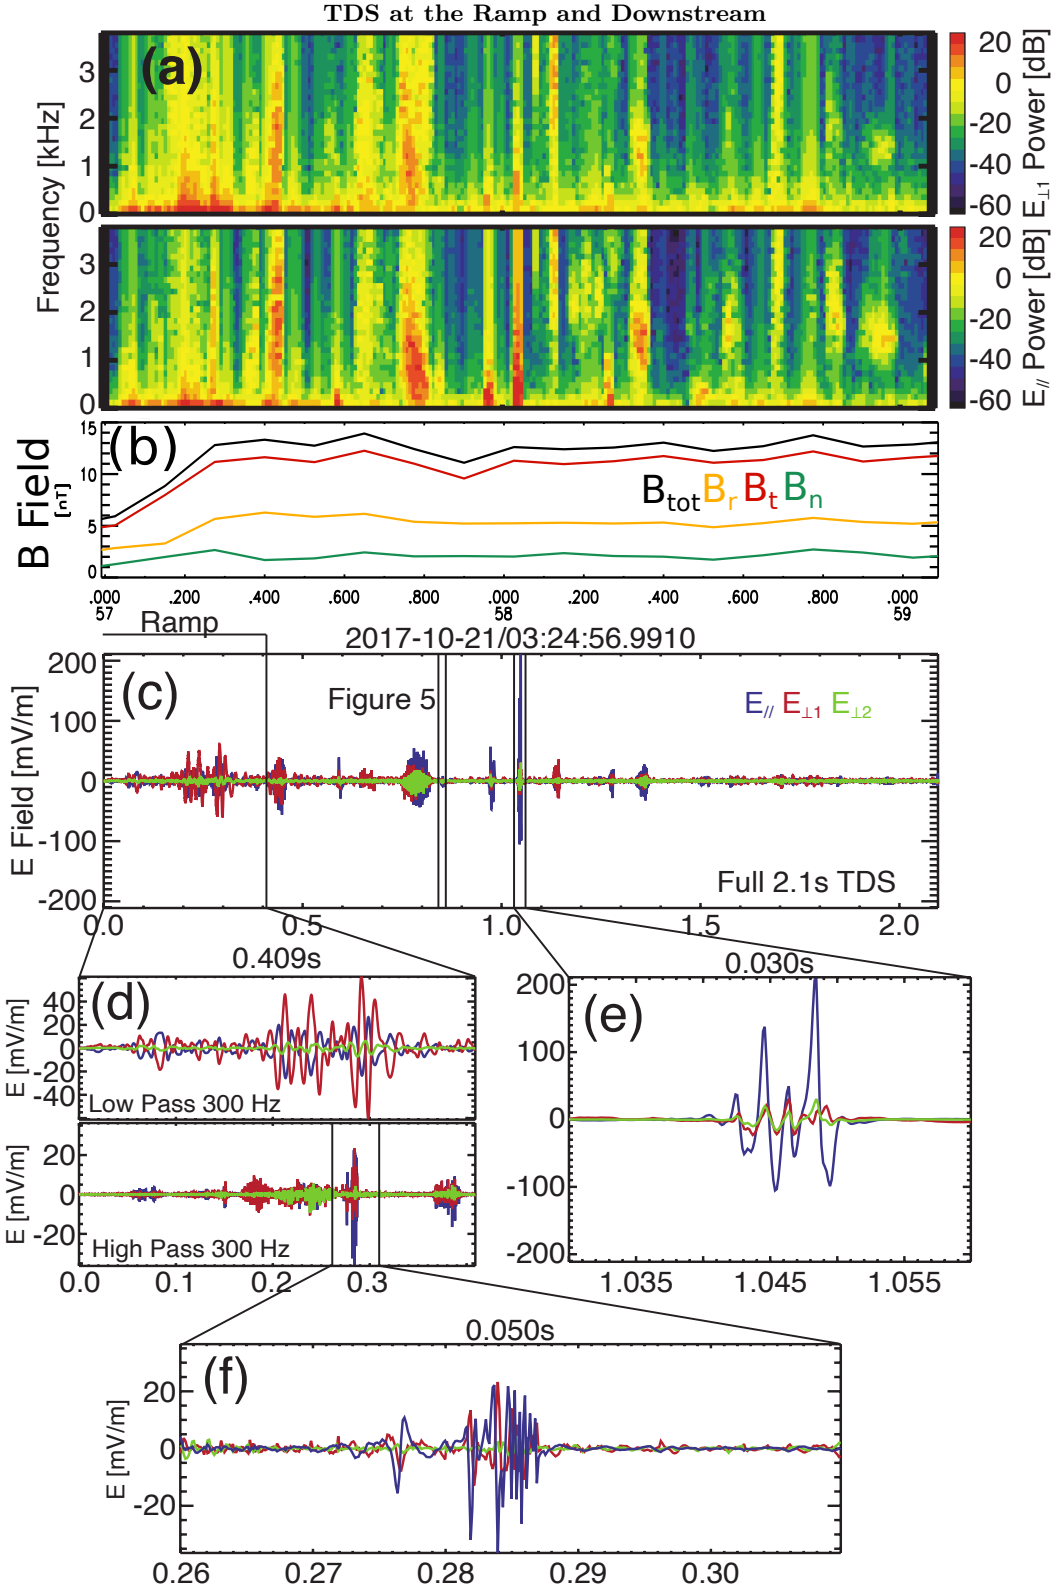 TDS at the Ramp and Downstream
(a)
3
2
1
0
20
0
-20
-40
-60
E⊥1 Power [dB]
Frequency [kHz]
3
2
1
0
20
0
-20
-40
-60
E// Power [dB]
(b)
B Field
[nT]
15
10
5
0
Btot Br Bt Bn
.000 .200 .400 .600 .800 .000 .200 .400 .600 .800 .000
57 58 59
Ramp
2017-10-21/03:24:56.9910
(c)
E Field [mV/m]
200
100
0
-100
-200
Figure 5
E// E⊥1 E⊥2
Full 2.1s TDS
0.0 0.5 1.0 1.5 2.0
0.409s
(d)
E [mV/m]
40
20
0
-20
-40
-60
Low Pass 300 Hz
E [mV/m]
20
0
-20
High Pass 300 Hz
0.0 0.1 0.2 0.3
0.030s
(e)
200
100
0
-100
-200
1.035 1.045 1.055
0.050s
(f)
E [mV/m]
20
0
-20
0.26 0.27 0.28 0.29 0.30